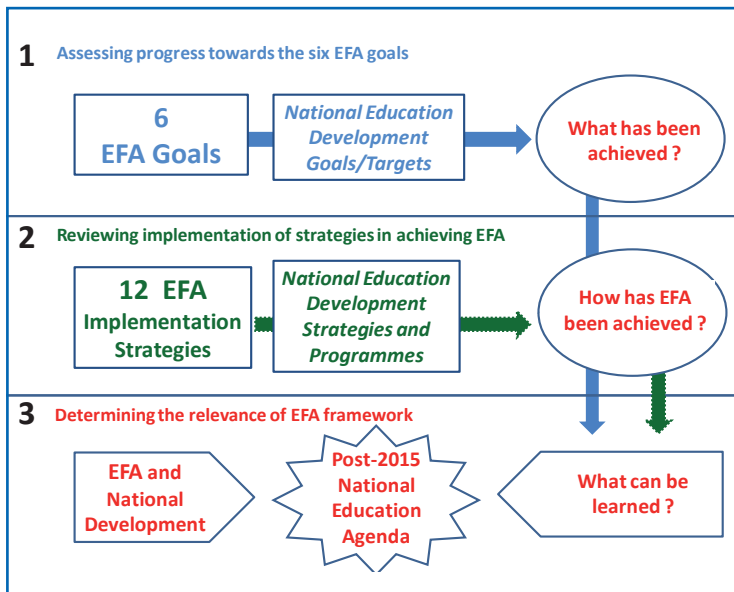 1 Assessing progress towards the six EFA goals
6
EFA Goals
National Education
Development
Goals/Targets
What has been
achieved ?
2 Reviewing implementation of strategies in achieving EFA
12 EFA
Implementation
Strategies
National Education
Development
Strategies and
Programmes
How has EFA
been achieved ?
3 Determining the relevance of EFA framework
EFA and
National
Development
Post-2015
National
Education
Agenda
What can be
learned ?